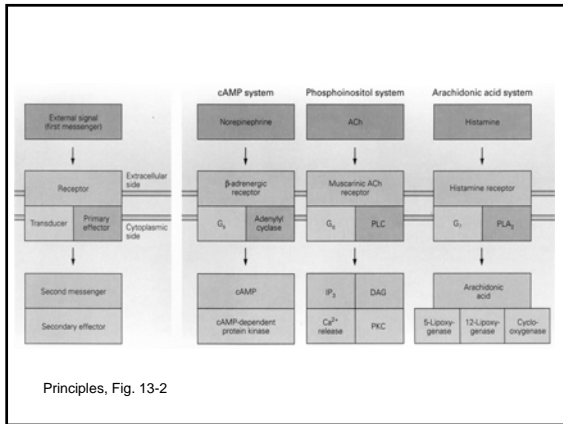 External signal
(first messenger)
Receptor
Extracellular
side
Transducer
Primary
effector
Cytoplasmic
side
Second messenger
Secondary effector
cAMP system
Norepinephrine
β-adrenergic
receptor
Gs
Adenylyl
cyclase
cAMP
cAMP-dependent
protein kinase
Phosphoinositol system
ACh
Muscarinic ACh
receptor
PLC
IP3
DAG
Ca2+
release
PKC
Arachidonic acid system
Histamine
Histamine receptor
PLA2
Arachidonic
acid
5-Lipoxy-
genase
12-Lipoxy-
genase
Cyclo-
oxygenase
Principles, Fig. 13-2